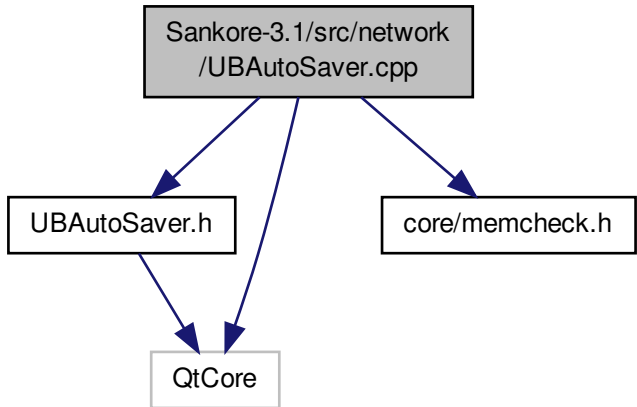 Sankore-3.1/src/network
/UBAutoSaver.cpp
UBAutoSaver.h
core/memcheck.h
QtCore